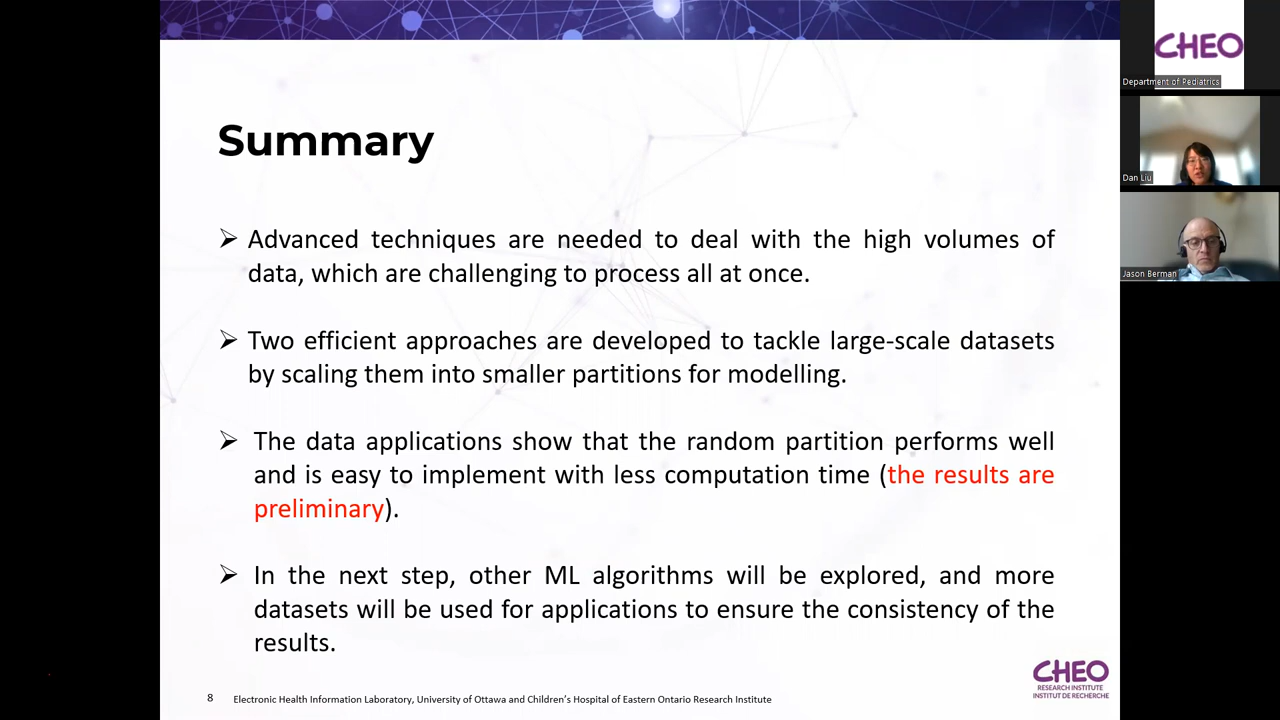 Summary
➢ Advanced techniques are needed to deal with the high volumes of
data, which are challenging to process all at once.
➢ Two efficient approaches are developed to tackle large-scale datasets
by scaling them into smaller partitions for modelling.
➢ The data applications show that the random partition performs well
and is easy to implement with less computation time (the results are
preliminary).
➢ In the next step, other ML algorithms will be explored, and more
datasets will be used for applications to ensure the consistency of the
results.
8 Electronic Health Information Laboratory, University of Ottawa and Children's Hospital of Eastern Ontario Research Institute
CHEO
RESEARCH INSTITUTE
INSTITUT DE RECHERCHE
CHEO
Department of Pediatrics
Dan Liu
Jason Berman